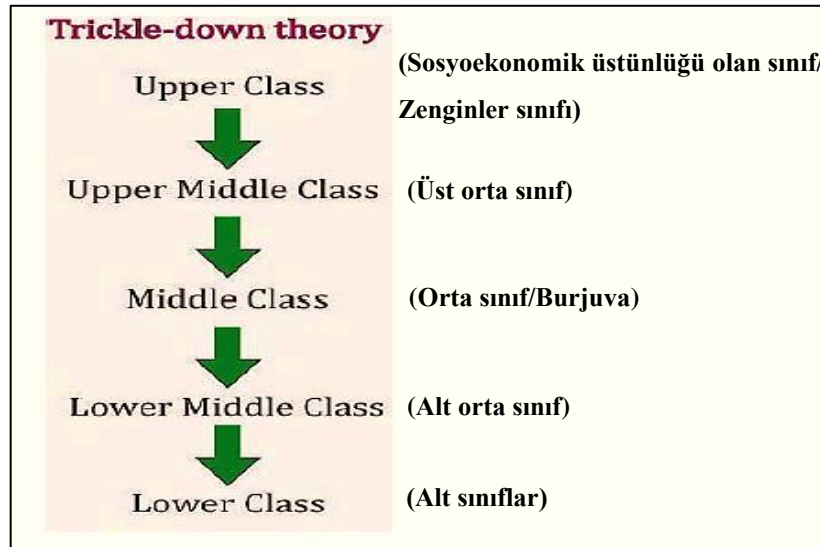 Trickle-down theory
Upper Class
(Sosyoekonomik üstünlüğü olan sınıf/
Zenginler sınıfı)
Upper Middle Class (Üst orta sınıf)
Middle Class (Orta sınıf/Burjuva)
Lower Middle Class (Alt orta sınıf)
Lower Class (Alt sınıflar)